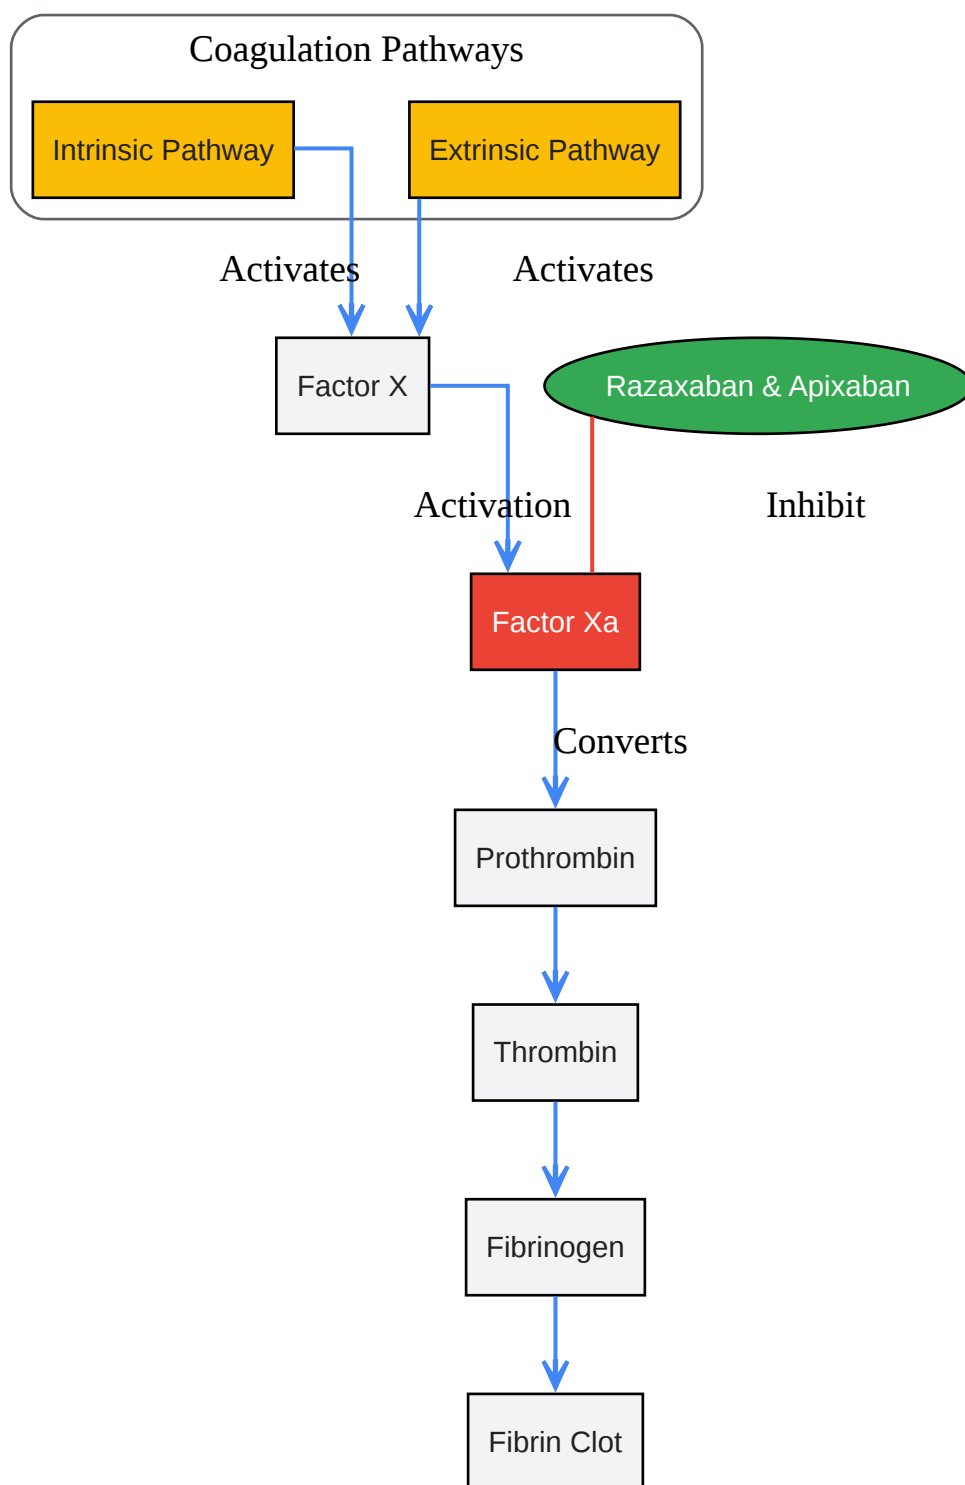 Coagulation Pathways
Intrinsic Pathway
Extrinsic Pathway
Activates
Activates
Factor X
Razaxaban & Apixaban
Activation
Inhibit
Factor Xa
Converts
Prothrombin
Thrombin
Fibrinogen
Fibrin Clot